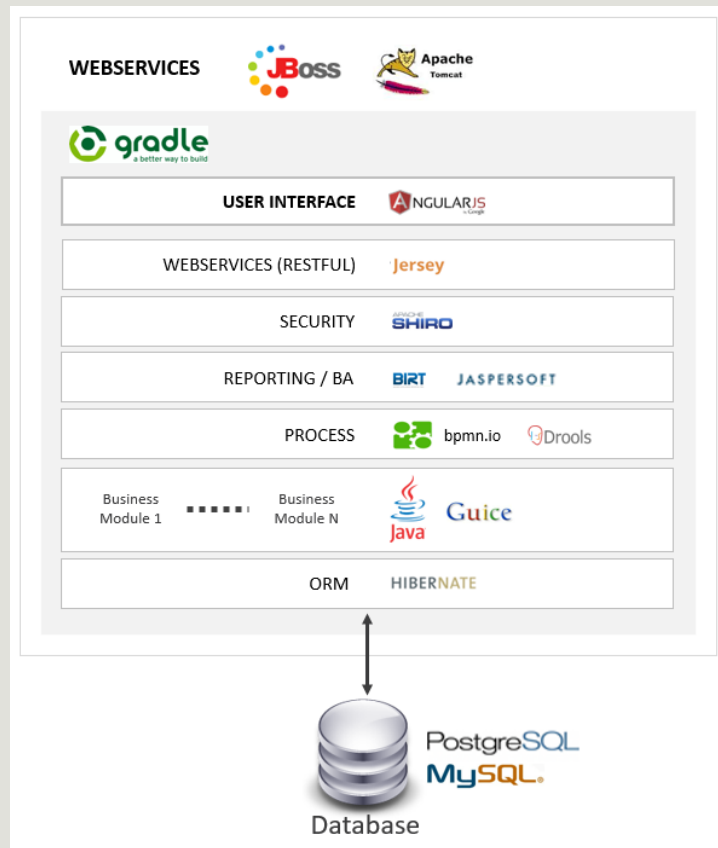 WEBSERVICES
JBoss
Apache
Tomcat
gradle
a better way to build
USER INTERFACE
ANGULARJS
by Google
WEBSERVICES (RESTFUL)
Jersey
SECURITY
APACHE
SHIRO
REPORTING / BA
BIRT
JASPERSOFT
PROCESS
bpmn.io
Drools
Business
Module 1
Business
Module N
Java
Guice
ORM
HIBERNATE
PostgreSQL
MySQL.
Database